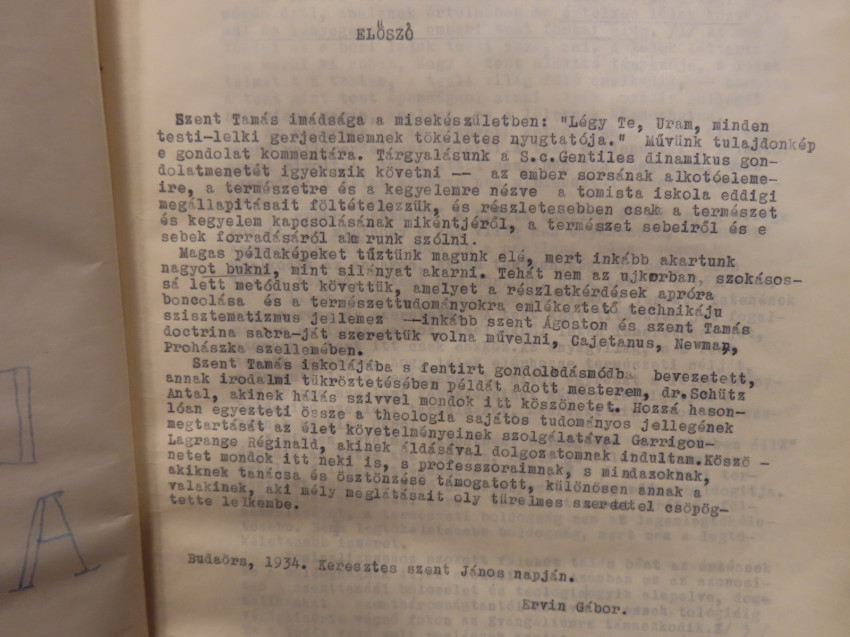 ELŐSZÓ
Szent Tamás imádsága a misekészületben: "Légy Te, Uram, minden
testi-lelki gerjedelmemnek tökéletes nyugtatója." Művünk tulajdonkép
e gondolat kommentára. Tárgyalásunk a S.c.Gentiles dinamikus gon-
dolatmenetét igyekszik követni -- az ember sorsának alkotóeleme-
ire, a természetre és a kegyelemre nézve a tomista iskola eddigi
megállapitásait föltételezzük, és részletesebben csak a természet
és kegyelem kapcsolásának mikéntjéről, a természet sebeiről és e
sebek forradásáról akarunk szólni.
Magas példaképeket tűztünk magunk elé, mert inkább akartunk
nagyot bukni, mint silányat akarni. Tehát nem az ujkorban, szokásos-
sá lett metódust követtük, amelyet a részletkérdések apróra
boncolása és a természettudományokra emlékeztető technikáju
szisztematizmus jellemez --inkább szent Ágoston és szent Tamás
doctrina sacra-ját szerettük volna művelni, Cajetanus, Newman,
Prohászka szellemében.
Szent Tamás iskolájába s fentirt gondolodásmódba bevezetett,
annak irodalmi tükröztetésében példát adott mesterem, dr.Schütz
Antal, akinek hálás szivvel mondok itt köszönetet. Hozzá hason-
lóan egyezteti össze a theologia sajátos tudományos jellegének
megtartását az élet követelményeinek szolgálatával Garrigou-
Lagrange Réginald, akinek áldásával dolgozatomnak indultam.Köszö -
netet mondok itt neki is, s professzoraimnak, s mindazoknak,
akiknek tanácsa és ösztönzése támogatott, különösen annak a
valakinek, aki mély meglátásait oly türelmes szeretettel csöpög-
tette lelkembe.
Budaörs, 1934. Keresztes szent János napján.
Ervin Gábor.
A